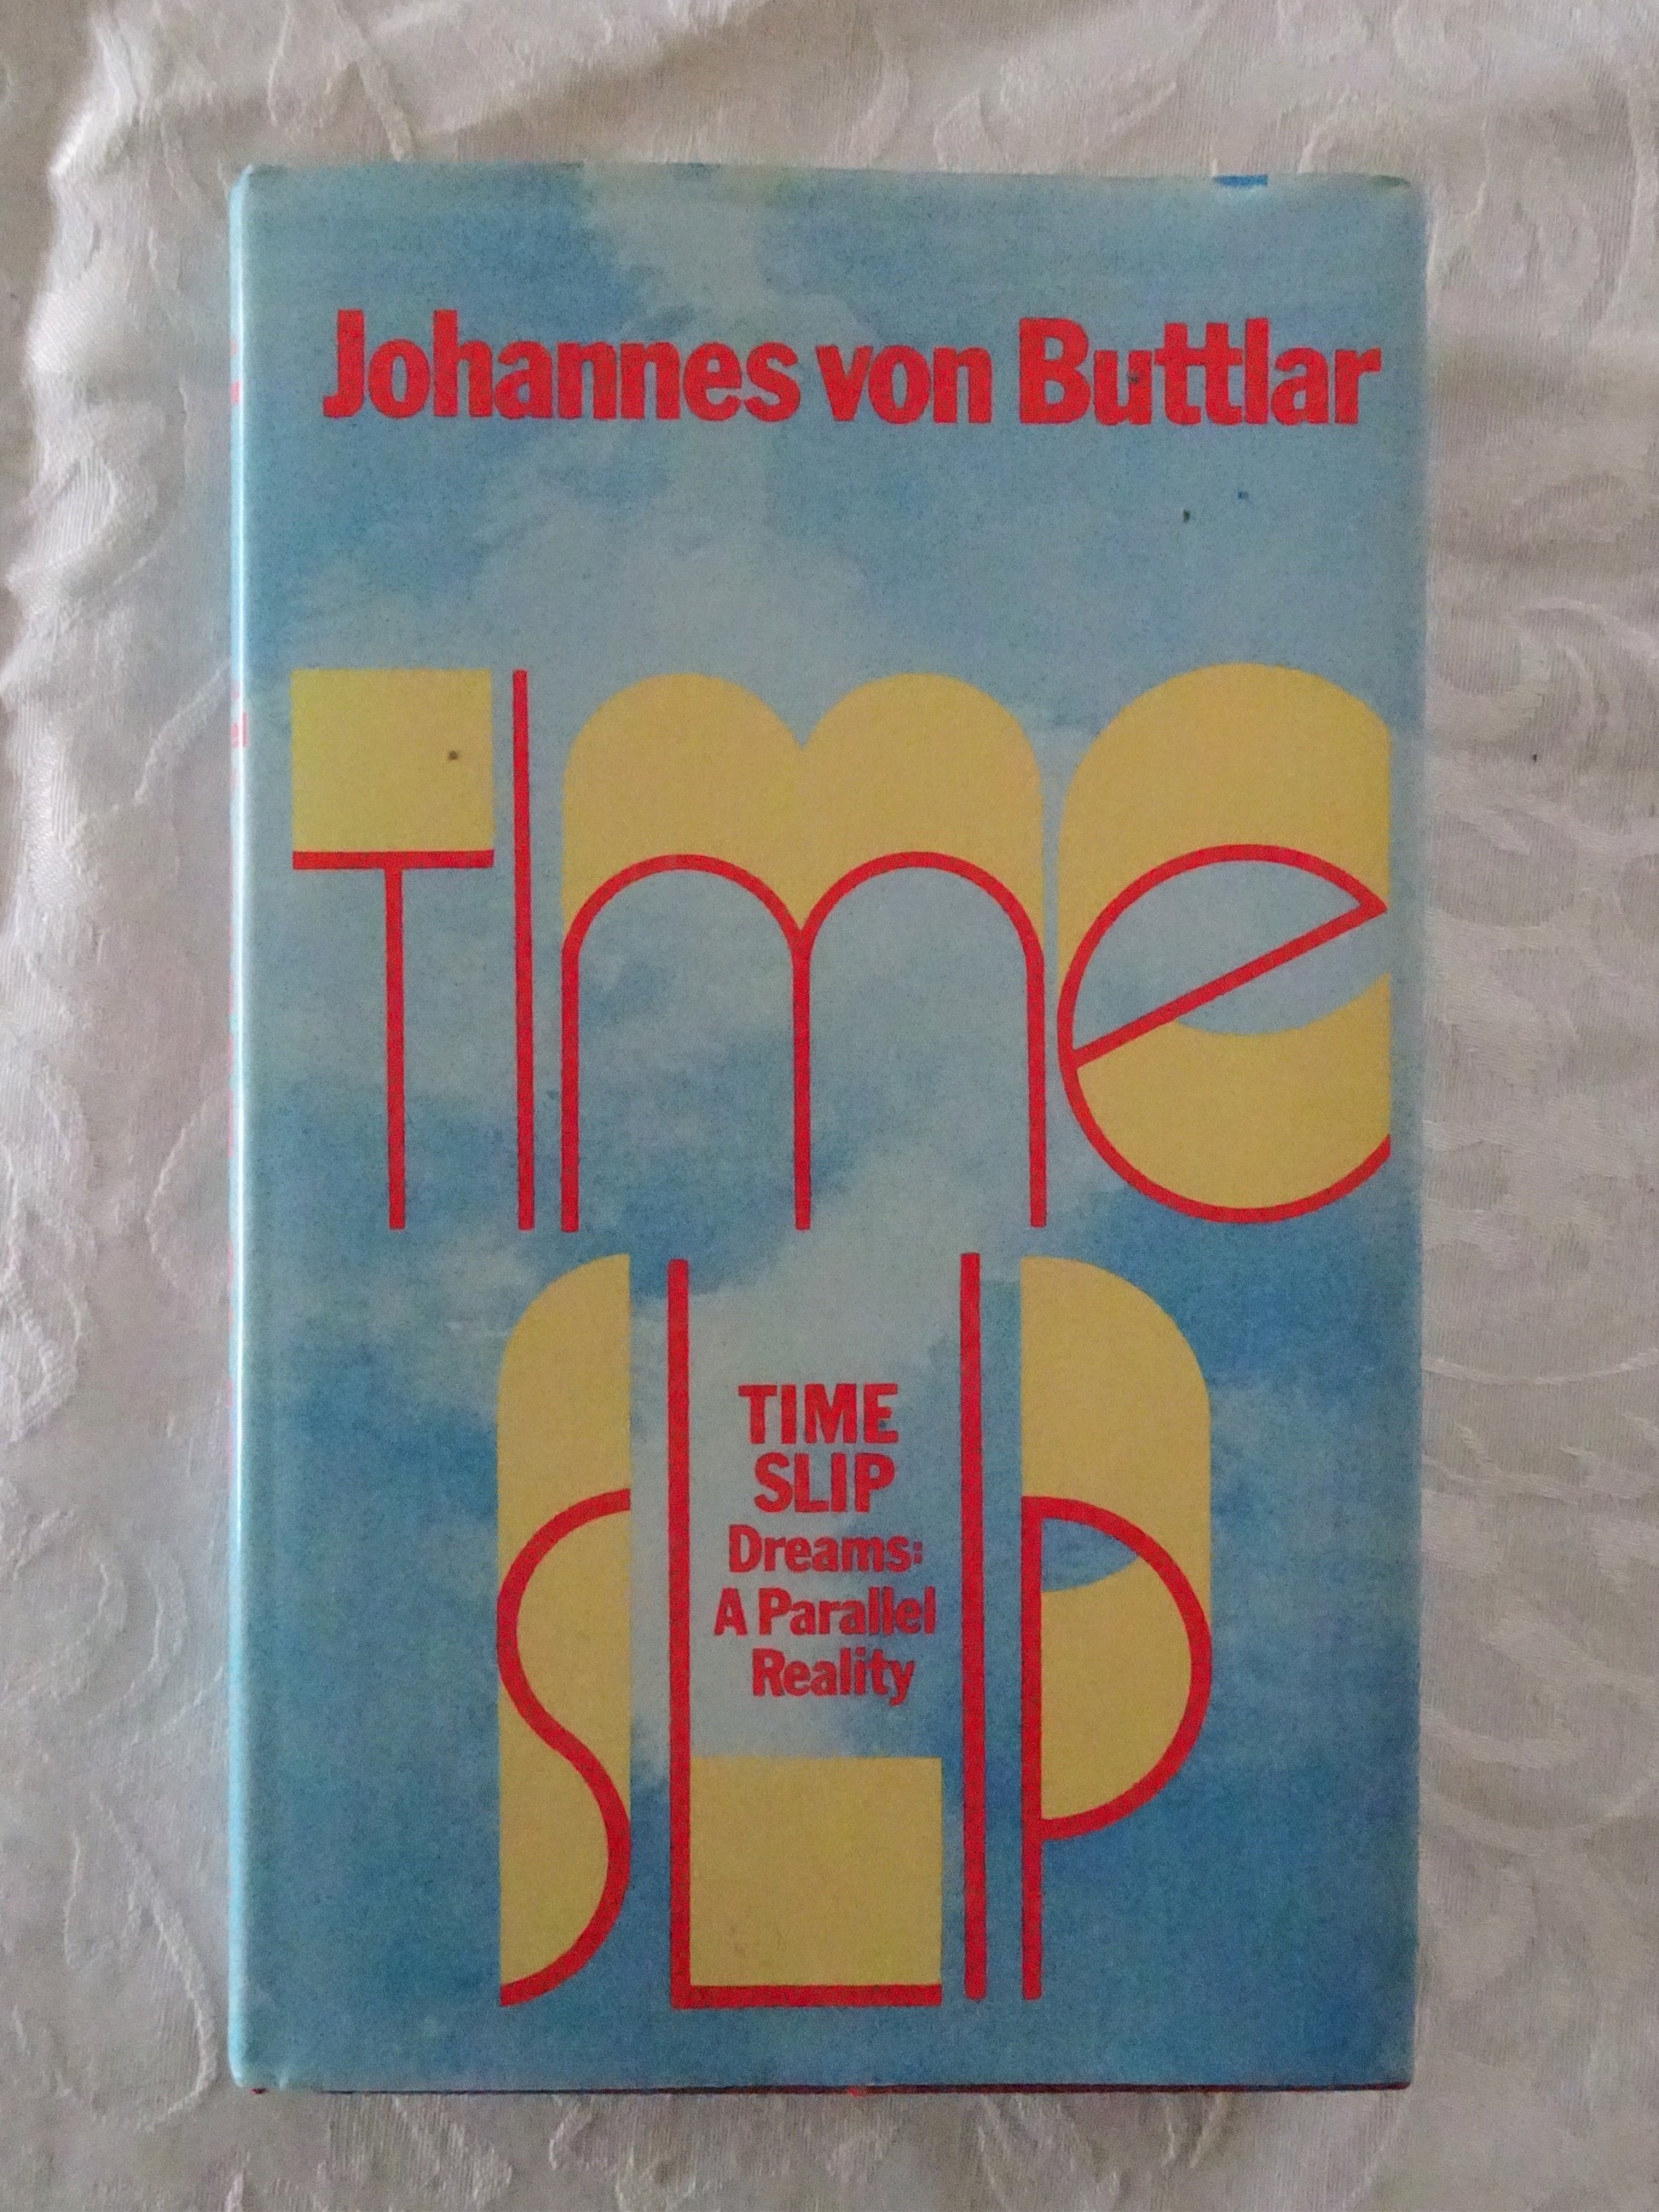 Johannes von Buttlar
TIme
SLIP
TIME
SLIP
Dreams:
A Parallel
Reality